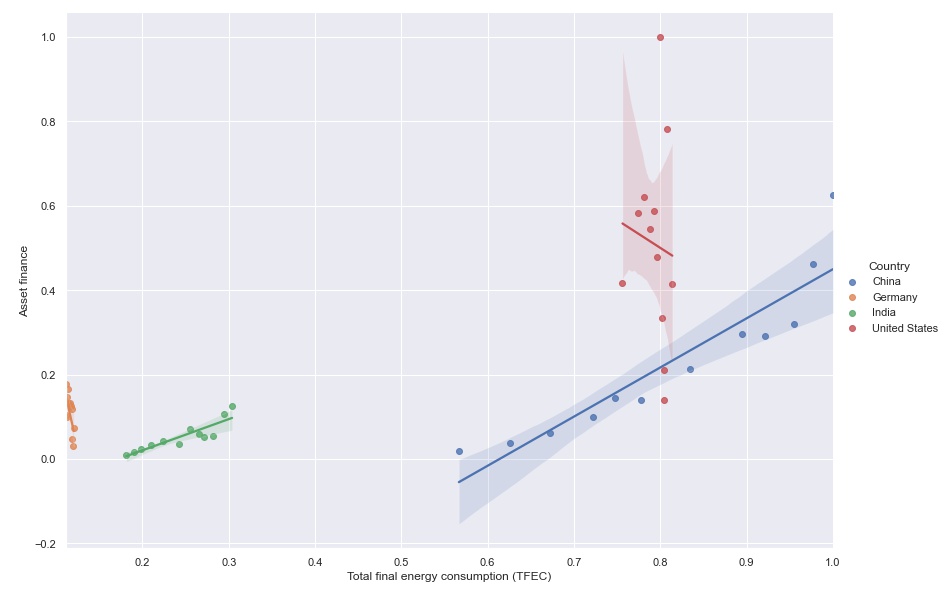 1.0
0.8
0.6
0.4
0.2
0.0
−0.2
Asset finance
0.2 0.3 0.4 0.5 0.6 0.7 0.8 0.9 1.0
Total final energy consumption (TFEC)
Country
China
Germany
India
United States